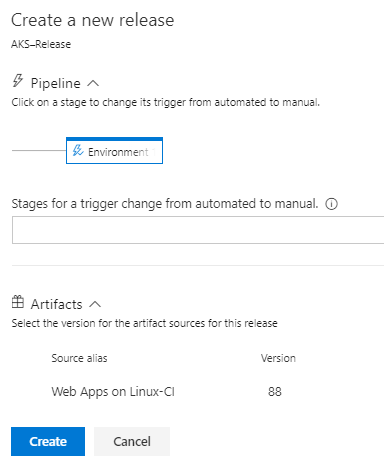 Create a new release
AKS–Release
Pipeline
Click on a stage to change its trigger from automated to manual.
Environment
Stages for a trigger change from automated to manual.
Artifacts
Select the version for the artifact sources for this release
Source alias Version
Web Apps on Linux-CI 88
Create Cancel